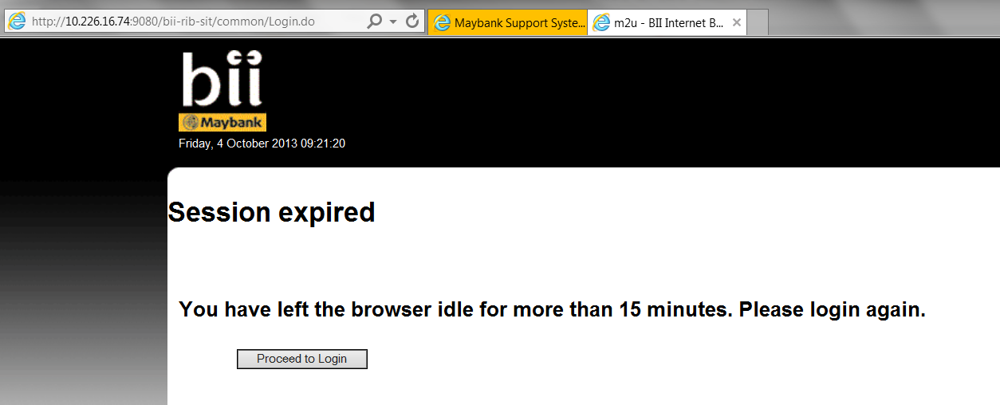 http://10.226.16.74:9080/bii-rib-sit/common/Login.do
Maybank Support Syste...
m2u - BII Internet B...
bii
Maybank
Friday, 4 October 2013 09:21:20
Session expired
You have left the browser idle for more than 15 minutes. Please login again.
Proceed to Login